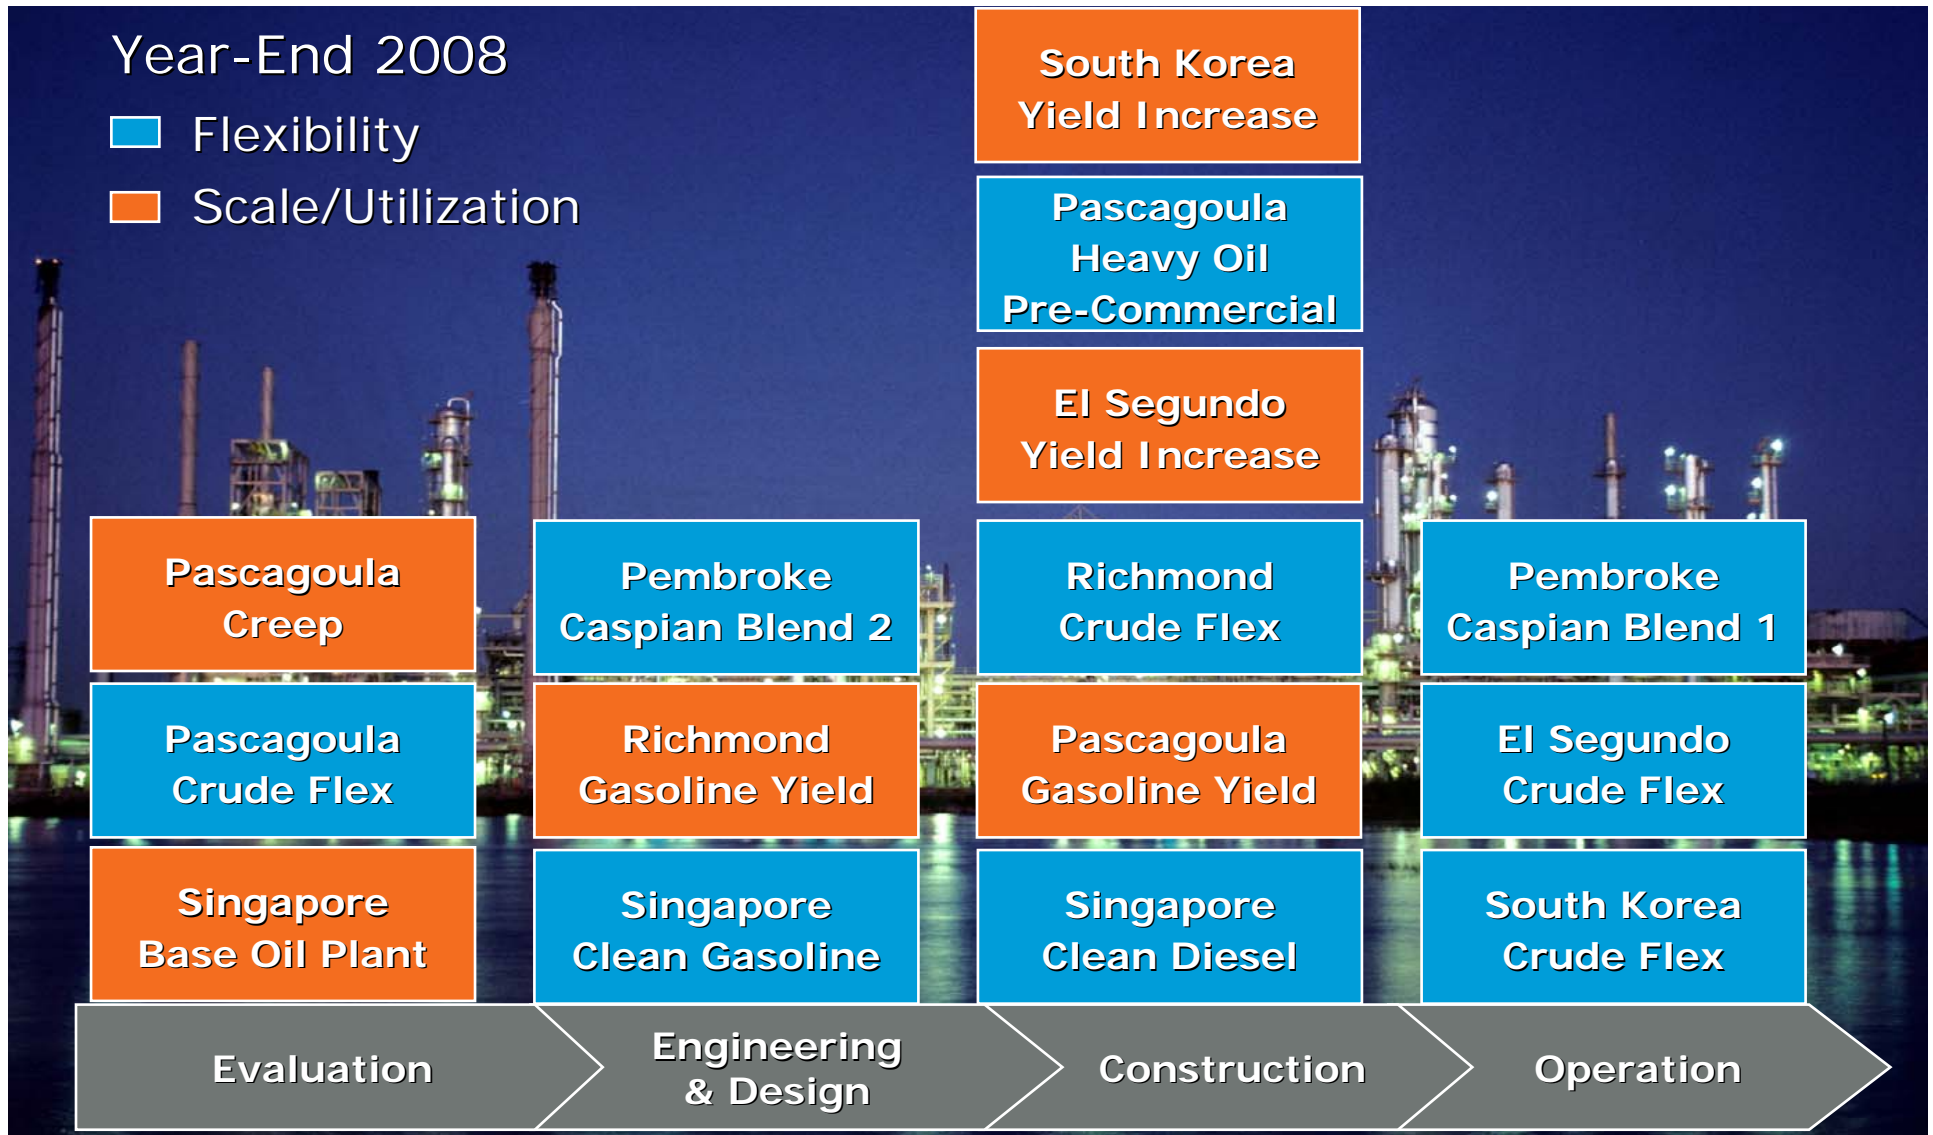 Year-End 2008
Flexibility
Scale/Utilization
South Korea
Yield Increase
Pascagoula
Heavy Oil
Pre-Commercial
El Segundo
Yield Increase
Pascagoula
Creep
Pembroke
Caspian Blend 2
Richmond
Crude Flex
Pembroke
Caspian Blend 1
Pascagoula
Crude Flex
Richmond
Gasoline Yield
Pascagoula
Gasoline Yield
El Segundo
Crude Flex
Singapore
Base Oil Plant
Singapore
Clean Gasoline
Singapore
Clean Diesel
South Korea
Crude Flex
Evaluation
Engineering
& Design
Construction
Operation